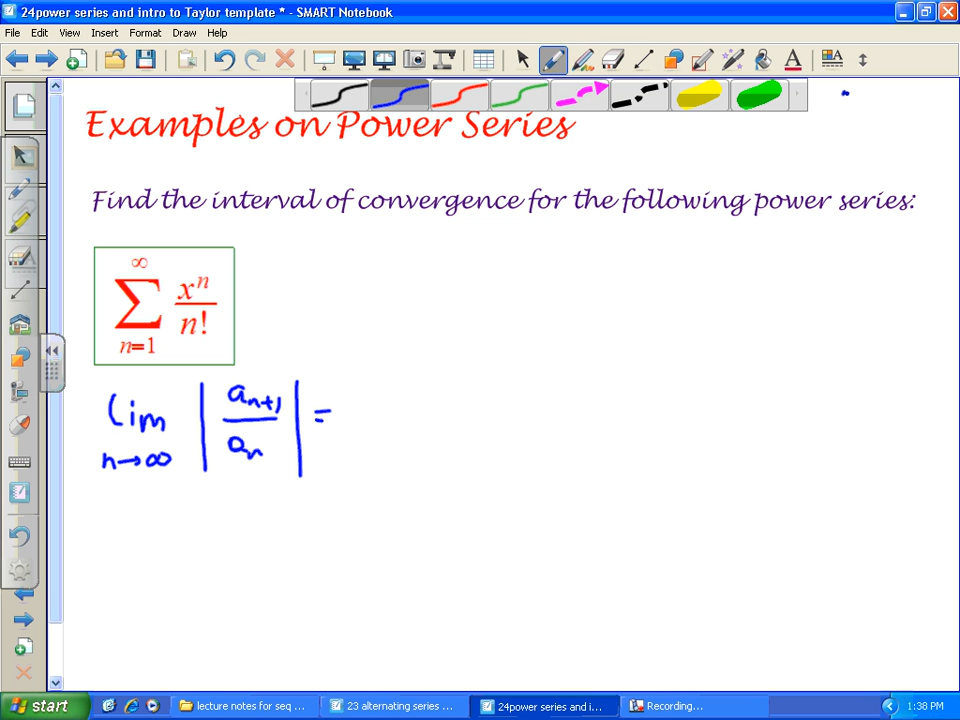 24power series and intro to Taylor template * - SMART Notebook
File Edit View Insert Format Draw Help
Examples on Power Series
Find the interval of convergence for the following power series:
∞
∑ xⁿ/n!
n=1
lim | aₙ₊₁ / aₙ | =
n→∞
start lecture notes for seq ... 23 alternating series ... 24power series and i... Recording... 1:38 PM